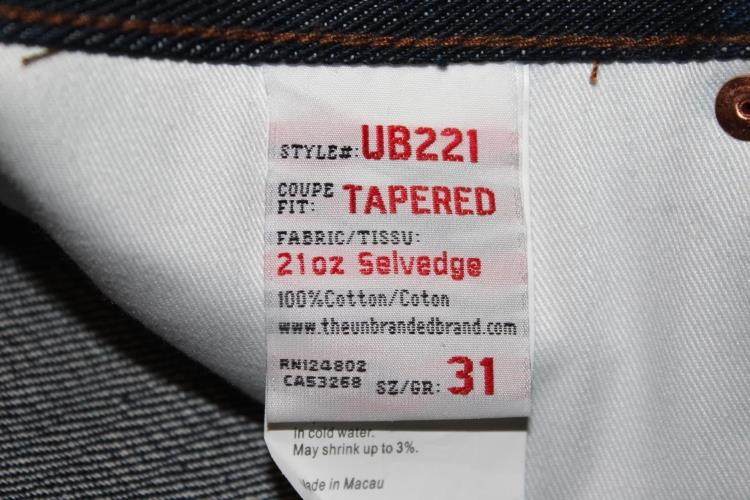 STYLE#: UB221
COUPE
FIT: TAPERED
FABRIC/TISSU:
21oz Selvedge
100%Cotton/Coton
www.theunbrandedbrand.com
RN124802
CA53268 SZ/GR: 31
in cold water.
May shrink up to 3%.
Made in Macau